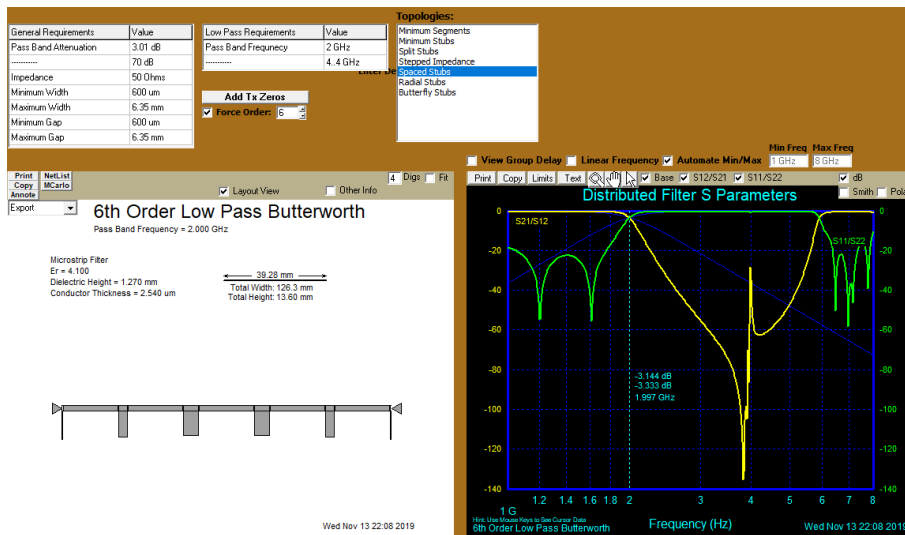 Topologies:
General Requirements Value
Pass Band Attenuation 3.01 dB
----------- 70 dB
Impedance 50 Ohms
Minimum Width 600 um
Maximum Width 6.35 mm
Minimum Gap 600 um
Maximum Gap 6.35 mm
Low Pass Requirements Value
Pass Band Frequnecy 2 GHz
----------- 4..4 GHz
Add Tx Zeros
Force Order: 6
Minimum Segments
Minimum Stubs
Split Stubs
Stepped Impedance
Spaced Stubs
Radial Stubs
Butterfly Stubs
Min Freq Max Freq
View Group Delay Linear Frequency Automate Min/Max 1 GHz 8 GHz
Print NetList
Copy MCarlo
Annote
Export
Layout View Other Info
4 Digs Fit
6th Order Low Pass Butterworth
Pass Band Frequency = 2.000 GHz
Microstrip Filter
Er = 4.100
Dielectric Height = 1.270 mm
Conductor Thickness = 2.540 um
39.28 mm
Total Width: 126.3 mm
Total Height: 13.60 mm
Wed Nov 13 22:08 2019
Print Copy Limits Text Base S12/S21 S11/S22 dB
Smith Pola
Distributed Filter S Parameters
S21/S12
S11/S22
0 0
-20 -20
-40 -40
-60 -60
-80 -80
-100 -100
-120 -120
-140 -140
-3.144 dB
-3.333 dB
1.997 GHz
1.2 1.4 1.6 1.8 2 3 4 5 6 7 8
1 G
Hint: Use Mouse Keys to See Cursor Data
6th Order Low Pass Butterworth Frequency (Hz) Wed Nov 13 22:08 2019